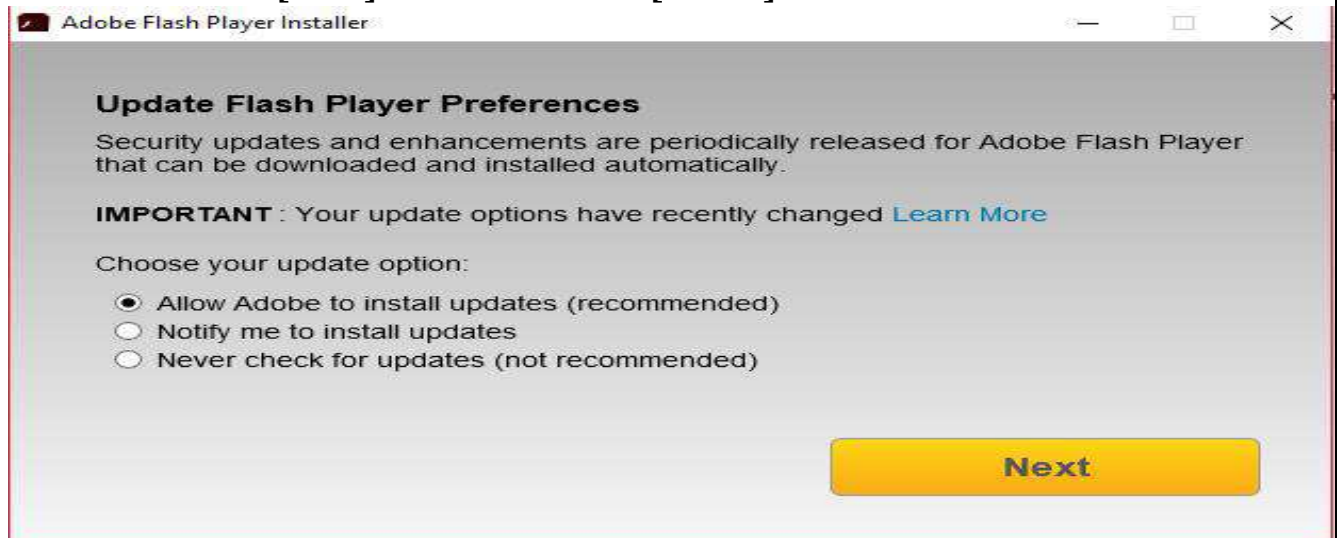 Adobe Flash Player Installer
Update Flash Player Preferences
Security updates and enhancements are periodically released for Adobe Flash Player
that can be downloaded and installed automatically.
IMPORTANT : Your update options have recently changed Learn More
Choose your update option:
Allow Adobe to install updates (recommended)
Notify me to install updates
Never check for updates (not recommended)
Next